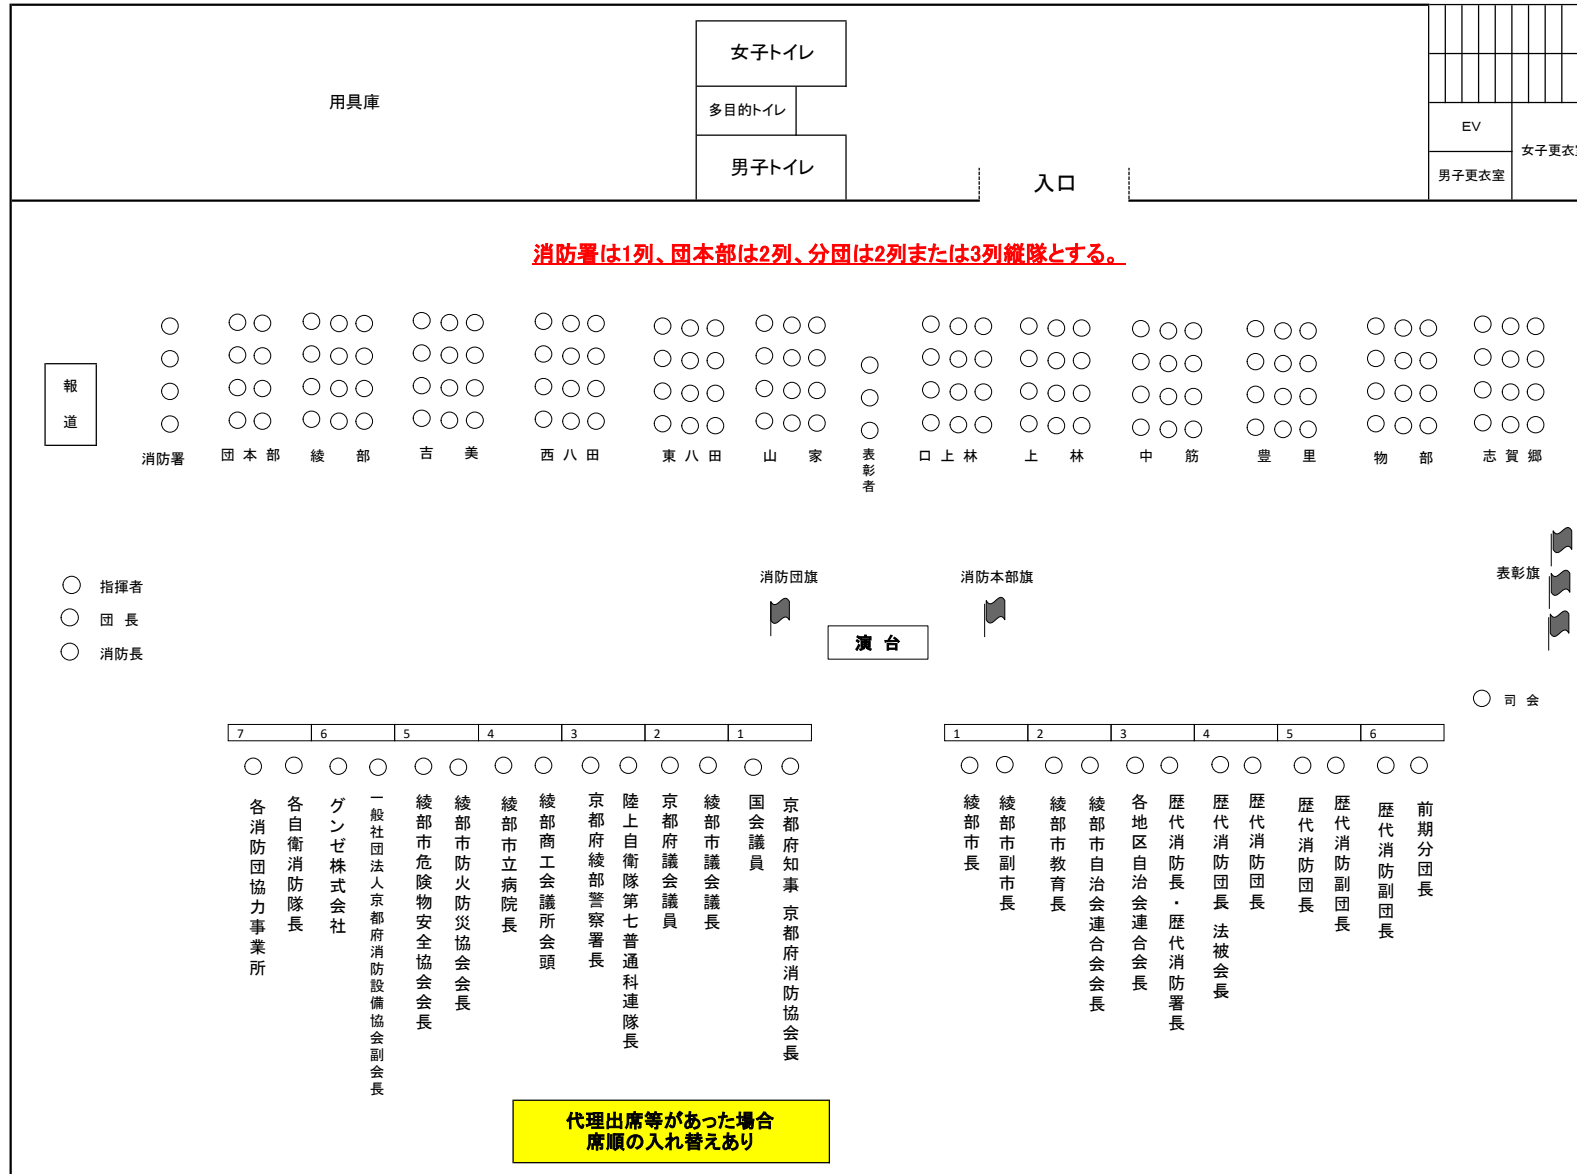 女子トイレ
用具庫
多目的トイレ
男子トイレ
入口
EV
男子更衣室
女子更衣
消防署は1列、団本部は2列、分団は2列または3列縦隊とする。
報道
消防署
団本部
綾部
吉美
西八田
東八田
山家
表彰者
口上林
上林
中筋
豊里
物部
志賀郷
指揮者
団長
消防長
消防団旗
消防本部旗
表彰旗
演台
司会
7 6 5 4 3 2 1
1 2 3 4 5 6
各消防団協力事業所
各自衛消防隊長
グンゼ株式会社
一般社団法人京都府消防設備協会副会長
綾部市危険物安全協会会長
綾部市防火防災協会会長
綾部市立病院長
綾部商工会議所会頭
京都府綾部警察署長
陸上自衛隊第七普通科連隊長
京都府議会議員
綾部市議会議長
国会議員
京都府知事 京都府消防協会長
綾部市長
綾部市副市長
綾部市教育長
綾部市自治会連合会会長
各地区自治会連合会長
歴代消防長・歴代消防署長
歴代消防団長 法被会長
歴代消防団長
歴代消防団長
歴代消防副団長
歴代消防副団長
前期分団長
代理出席等があった場合
席順の入れ替えあり